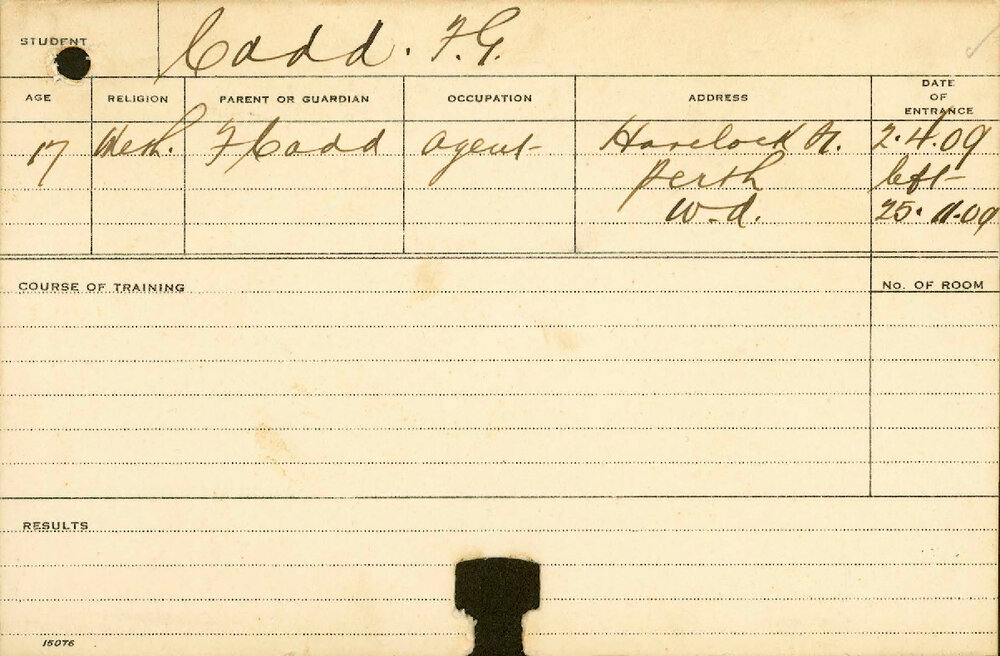 STUDENT Cadd. F.G.
AGE RELIGION PARENT OR GUARDIAN OCCUPATION ADDRESS DATE OF ENTRANCE
17 Meth. F Cadd agent Havelock St. 2.4.09
Perth left
W.A. 25.11.09
COURSE OF TRAINING No. OF ROOM
RESULTS
15076